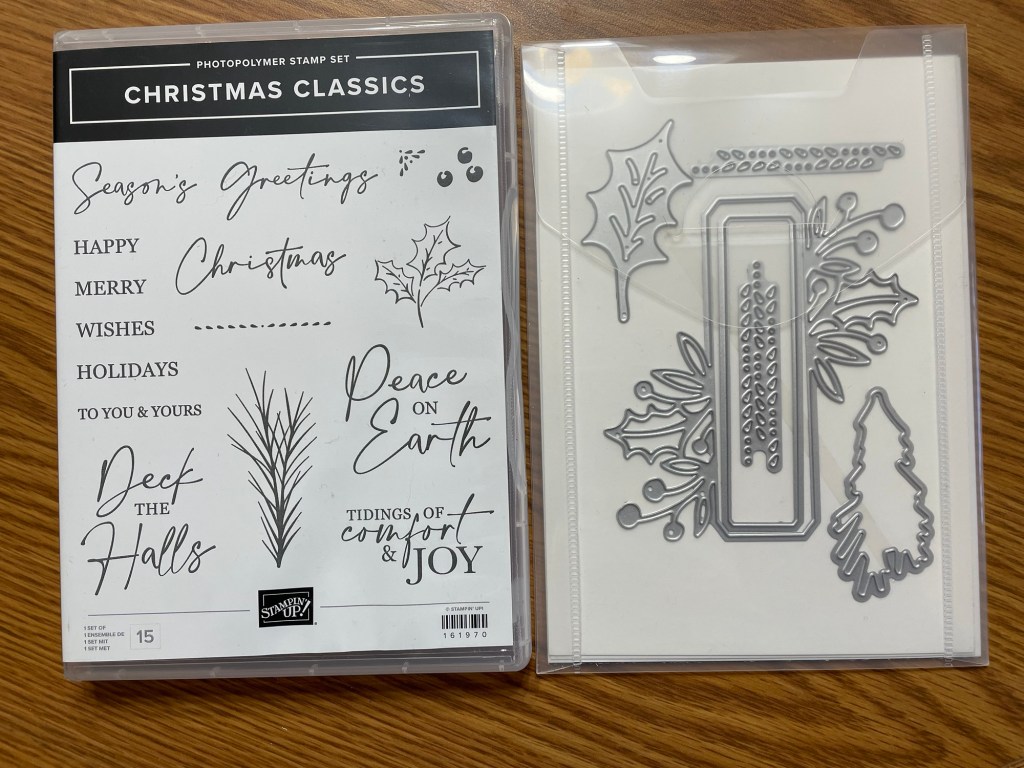 PHOTOPOLYMER STAMP SET
CHRISTMAS CLASSICS
Season's Greetings
HAPPY
Christmas
MERRY
WISHES
HOLIDAYS
TO YOU & YOURS
Peace
ON
Earth
Deck
THE
Halls
TIDINGS OF
comfort
& JOY
STAMPIN' UP!
© STAMPIN' UP!
161970
1 SET OF
1 ENSEMBLE DE
1 SET MIT
1 SET MET
15